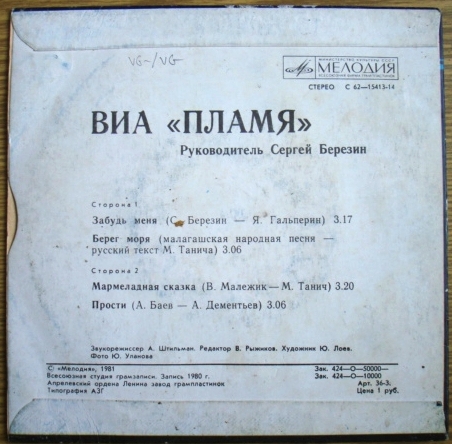 VG-/VG
МИНИСТЕРСТВО КУЛЬТУРЫ СССР
МЕЛОДИЯ
ВСЕСОЮЗНАЯ ФИРМА ГРАМПЛАСТИНОК
СТЕРЕО С 62—15413-14
ВИА «ПЛАМЯ»
Руководитель Сергей Березин
Сторона 1
Забудь меня (С. Березин — Я. Гальперин) 3.17
Берег моря (малагашская народная песня —
русский текст М. Танича) 3.06
Сторона 2
Мармеладная сказка (В. Малежик—М. Танич) 3.20
Прости (А. Баев — А. Дементьев) 3.06
Звукорежиссер А. Штильман. Редактор В. Рыжиков. Художник Ю. Лоев.
Фото Ю. Уланова
© «Мелодия», 1981 Зак. 424—О—50000—
Всесоюзная студия грамзаписи. Запись 1980 г. Зак. 424—О—10000—
Апрелевский ордена Ленина завод грампластинок Арт. 36-3.
Типография АЗГ Цена 1 руб.